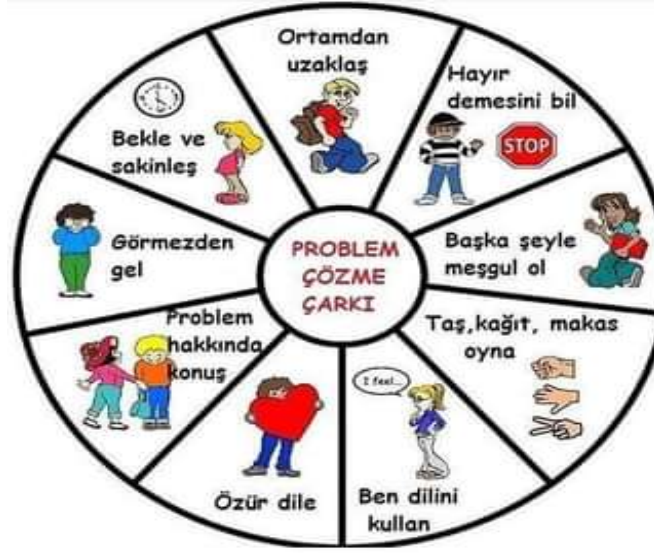 Ortamdan
uzaklaş
Hayır
demesini bil
STOP
Başka şeyle
meşgul ol
Taş,kağıt, makas
oyna
I feel...
Ben dilini
kullan
Özür dile
Problem
hakkında
konuş
Görmezden
gel
Bekle ve
sakinleş
PROBLEM
ÇÖZME
ÇARKI